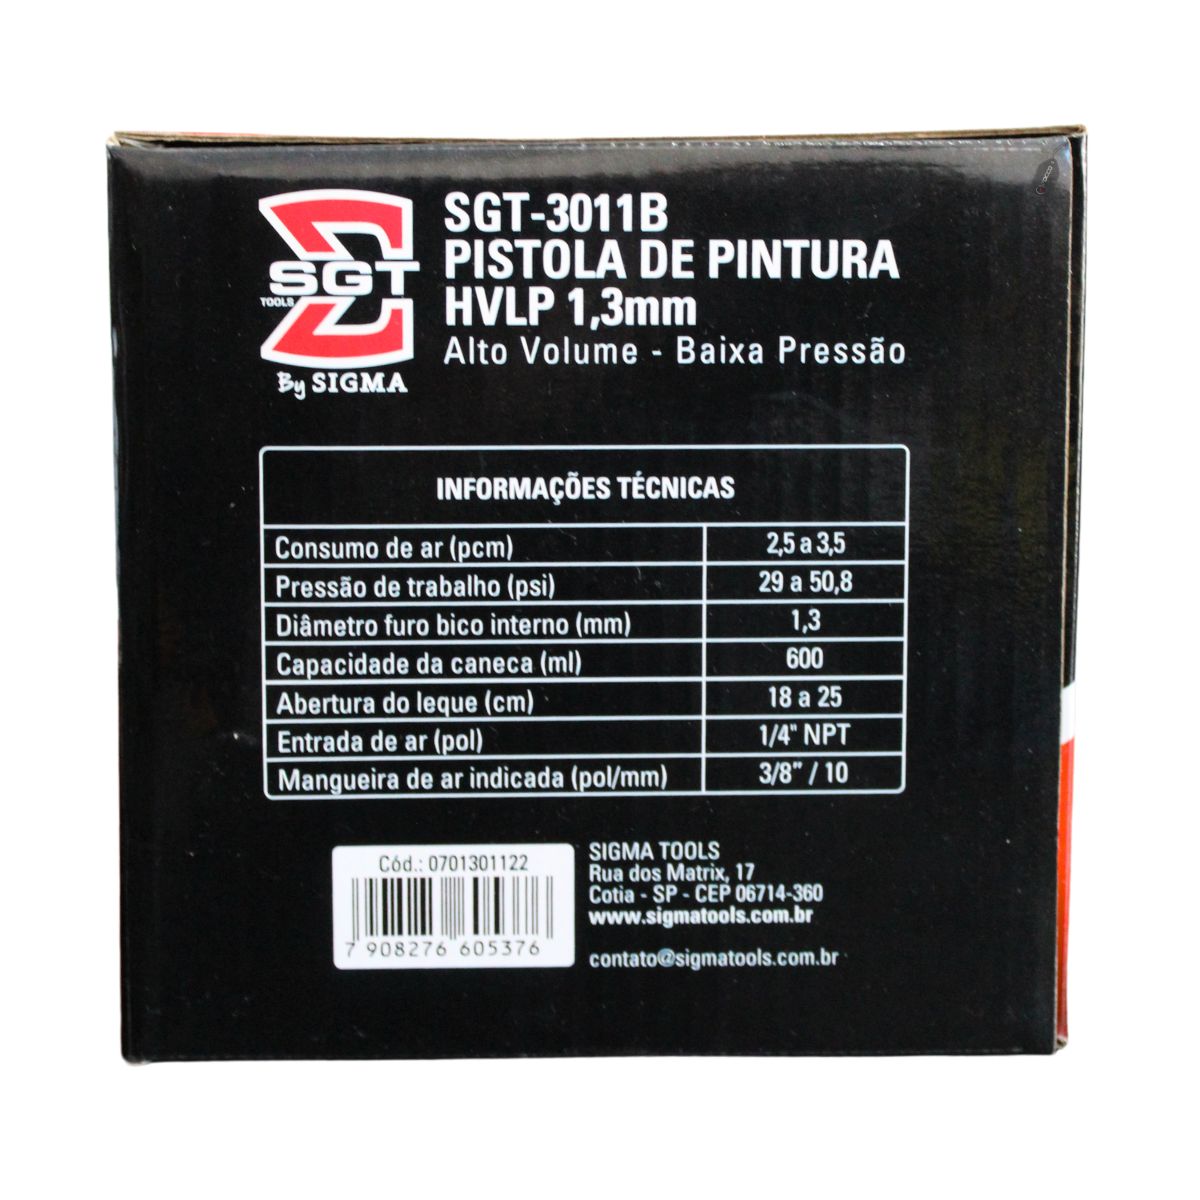 SGT
TOOLS
By SIGMA
SGT-3011B
PISTOLA DE PINTURA
HVLP 1,3mm
Alto Volume - Baixa Pressão
INFORMAÇÕES TÉCNICAS
Consumo de ar (pcm) 2,5 a 3,5
Pressão de trabalho (psi) 29 a 50,8
Diâmetro furo bico interno (mm) 1,3
Capacidade da caneca (ml) 600
Abertura do leque (cm) 18 a 25
Entrada de ar (pol) 1/4" NPT
Mangueira de ar indicada (pol/mm) 3/8” / 10
Cód.: 0701301122
7 908276 605376
SIGMA TOOLS
Rua dos Matrix, 17
Cotia - SP - CEP 06714-360
www.sigmatools.com.br
contato@sigmatools.com.br